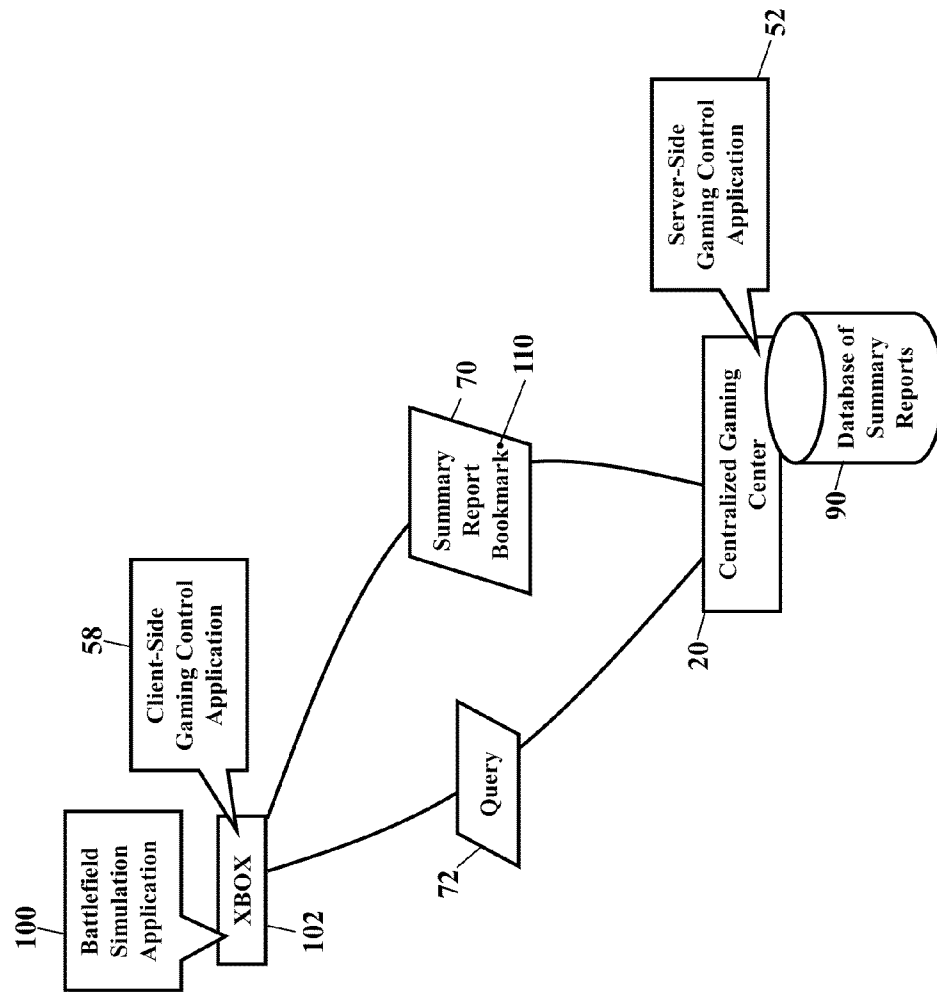 100
Battlefield
Simulation
Application
XBOX
102
58
Client-Side
Gaming Control
Application
72
Query
70
Summary
Report
Bookmark
110
20
Centralized Gaming
Center
52
Server-Side
Gaming Control
Application
Database of
Summary
Reports
90